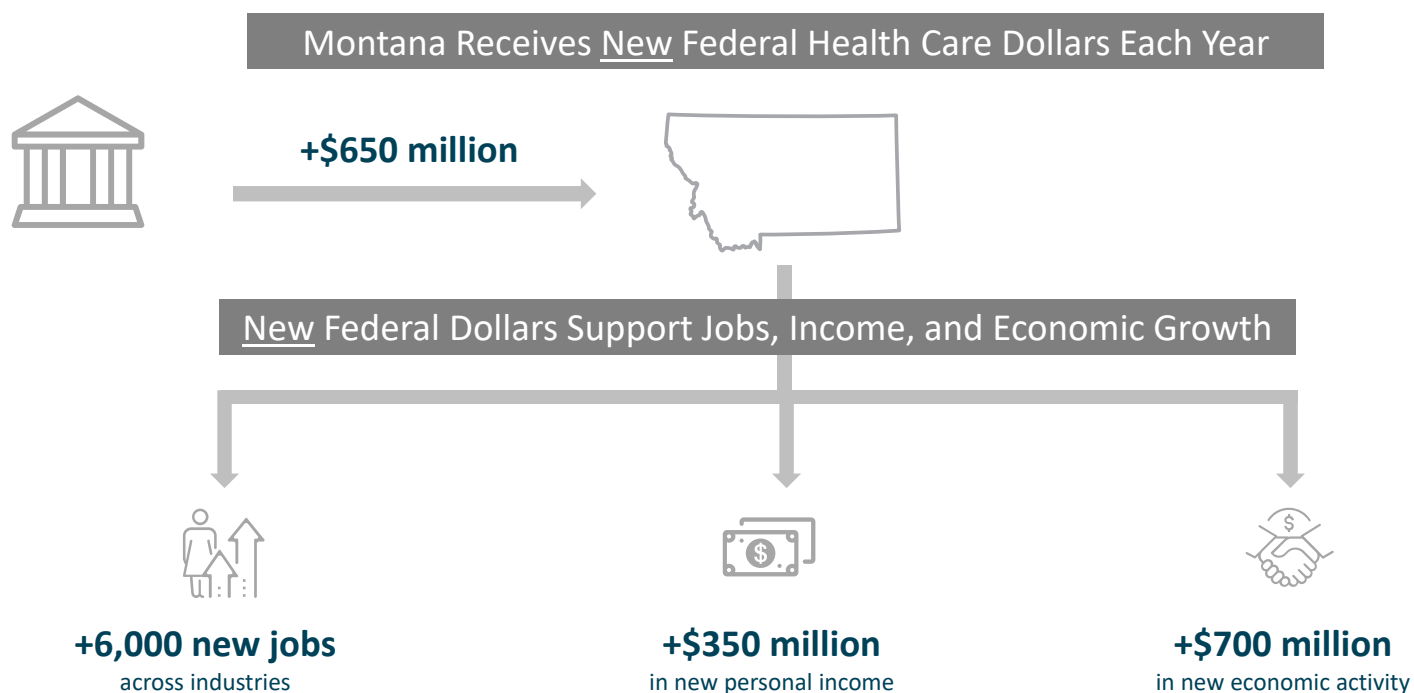 Montana Receives New Federal Health Care Dollars Each Year
+$650 million
New Federal Dollars Support Jobs, Income, and Economic Growth
$
$
+6,000 new jobs
across industries
+$350 million
in new personal income
+$700 million
in new economic activity